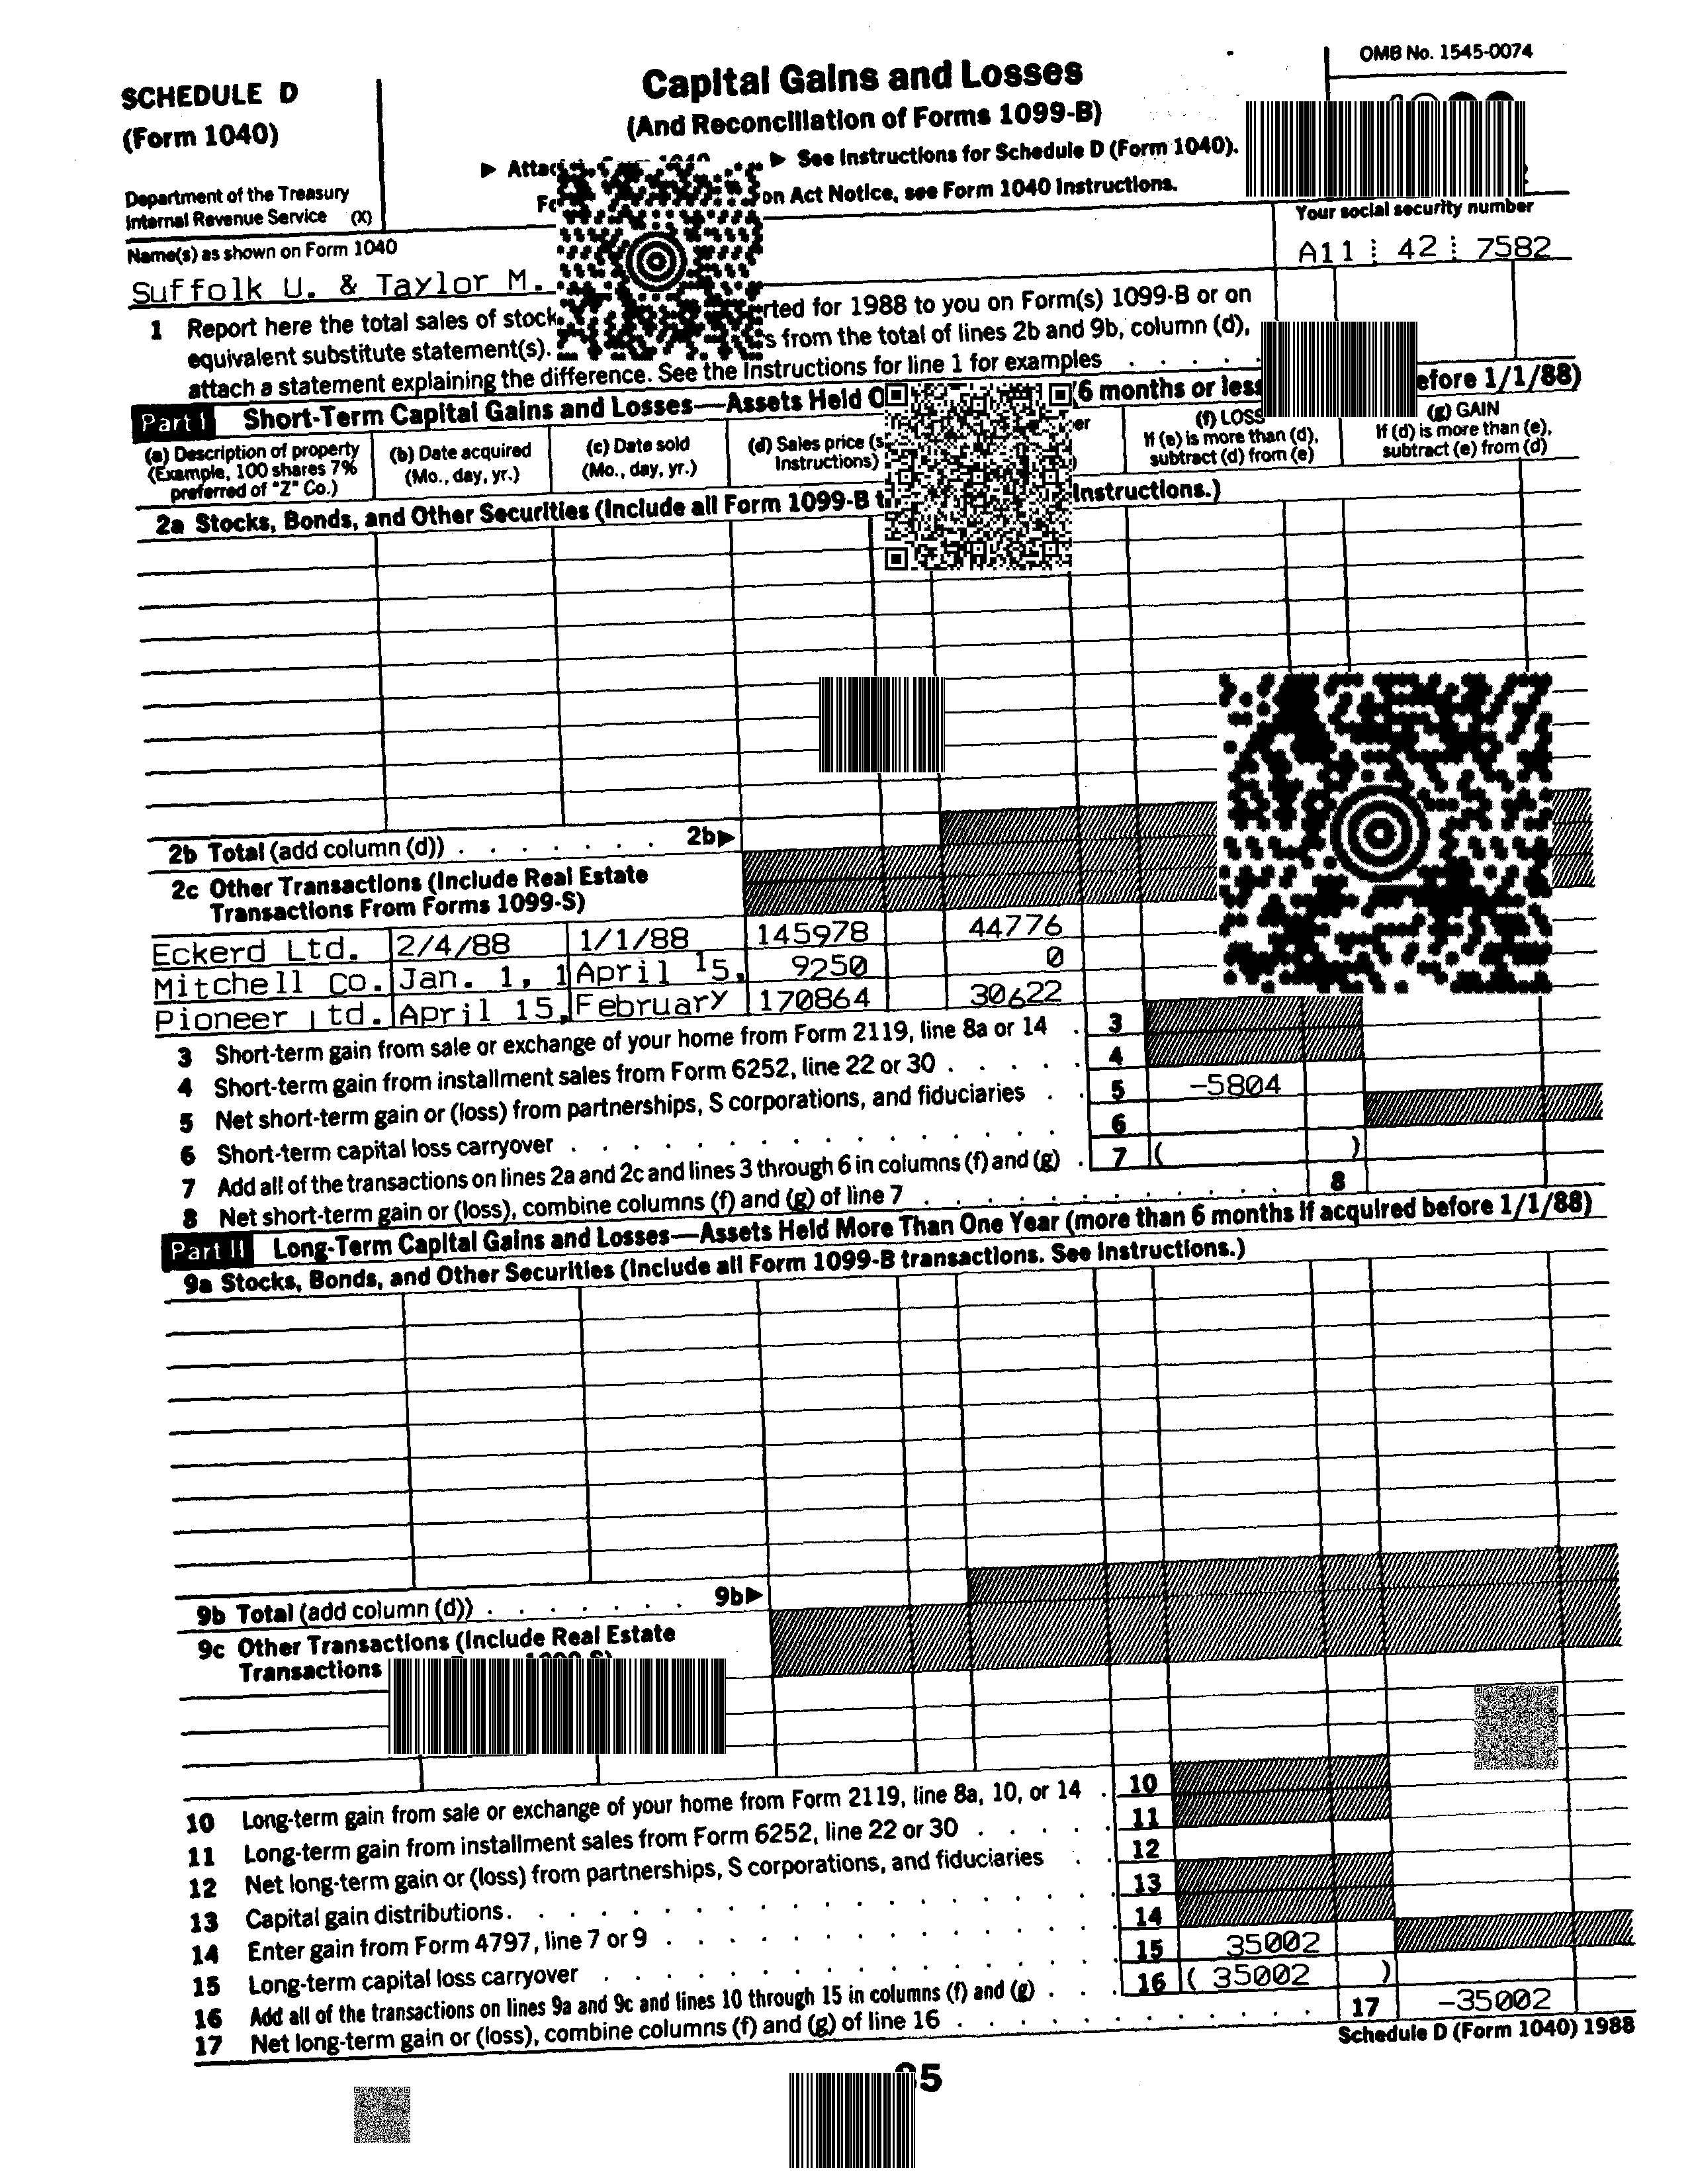 SCHEDULE D
(Form 1040)
Department of the Treasury
Internal Revenue Service (X)
Capital Gains and Losses
(And Reconciliation of Forms 1099-B)
▶ See Instructions for Schedule D (Form 1040).
on Act Notice, see Form 1040 Instructions.
OMB No. 1545-0074
Name(s) as shown on Form 1040
Suffolk U. & Taylor M.
Your social security number
A11 42 7582
1 Report here the total sales of stock rted for 1988 to you on Form(s) 1099-B or on
equivalent substitute statement(s). s from the total of lines 2b and 9b, column (d),
attach a statement explaining the difference. See the Instructions for line 1 for examples . . . .
Part I Short-Term Capital Gains and Losses—Assets Held (6 months or less efore 1/1/88)
(a) Description of property (Example, 100 shares 7% preferred of "Z" Co.)
(b) Date acquired (Mo., day, yr.)
(c) Date sold (Mo., day, yr.)
(d) Sales price Instructions)
(f) LOSS If (e) is more than (d), subtract (d) from (e)
(g) GAIN If (d) is more than (e), subtract (e) from (d)
2a Stocks, Bonds, and Other Securities (Include all Form 1099-B Instructions.)
2b Total (add column (d)) . . . . . . . 2b▶
2c Other Transactions (Include Real Estate
Transactions From Forms 1099-S)
Eckerd Ltd. 2/4/88 1/1/88 145978 44776
Mitchell Co. Jan. 1, 1 April 15, 9250 0
Pioneer Ltd. April 15, February 170864 30622
3 Short-term gain from sale or exchange of your home from Form 2119, line 8a or 14 . 3
4 Short-term gain from installment sales from Form 6252, line 22 or 30 . . . . . 4
5 Net short-term gain or (loss) from partnerships, S corporations, and fiduciaries . . 5 -5804
6 Short-term capital loss carryover . . . . . . . . . . . . . . 6
7 Add all of the transactions on lines 2a and 2c and lines 3 through 6 in columns (f) and (g) . 7 ( )
8 Net short-term gain or (loss), combine columns (f) and (g) of line 7 . . . . . . . . . . . . 8
Part II Long-Term Capital Gains and Losses—Assets Held More Than One Year (more than 6 months if acquired before 1/1/88)
9a Stocks, Bonds, and Other Securities (Include all Form 1099-B transactions. See Instructions.)
9b Total (add column (d)) . . . . . . . 9b▶
9c Other Transactions (Include Real Estate
Transactions
10 Long-term gain from sale or exchange of your home from Form 2119, line 8a, 10, or 14 . 10
11 Long-term gain from installment sales from Form 6252, line 22 or 30 . . . . . 11
12 Net long-term gain or (loss) from partnerships, S corporations, and fiduciaries . . 12
13 Capital gain distributions . . . . . . . . . . . . . . . . 13
14 Enter gain from Form 4797, line 7 or 9 . . . . . . . . . . . . 14
15 Long-term capital loss carryover . . . . . . . . . . . . . . 15 35002
16 Add all of the transactions on lines 9a and 9c and lines 10 through 15 in columns (f) and (g) . . . 16 ( 35002 )
17 Net long-term gain or (loss), combine columns (f) and (g) of line 16 . . . . . . . . . . . . 17 -35002
Schedule D (Form 1040) 1988